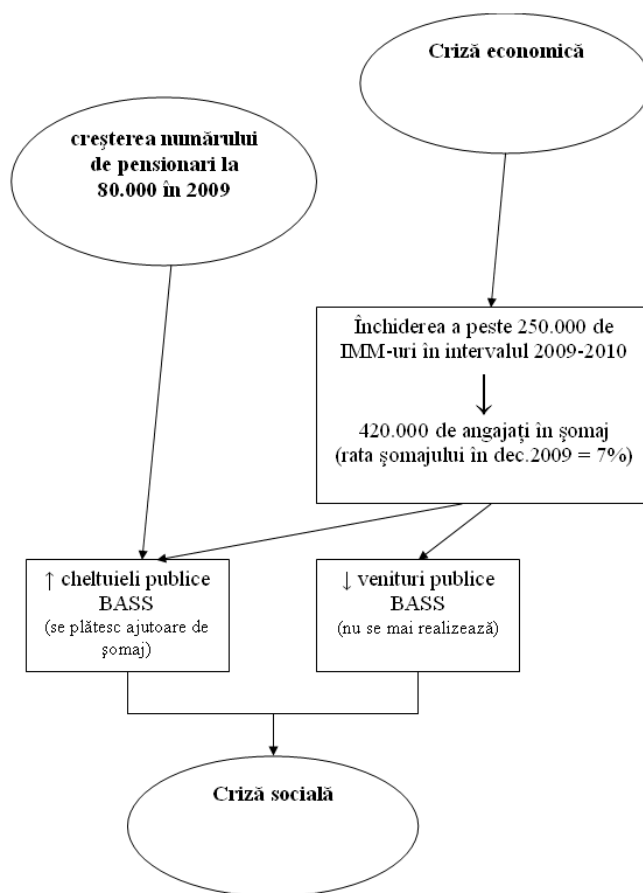 Criză economică
creşterea numărului
de pensionari la
80.000 în 2009
Închiderea a peste 250.000 de
IMM-uri în intervalul 2009-2010
↓
420.000 de angajaţi în şomaj
(rata şomajului în dec.2009 = 7%)
↑ cheltuieli publice
BASS
(se plătesc ajutoare de
şomaj)
↓ venituri publice
BASS
(nu se mai realizează)
Criză socială